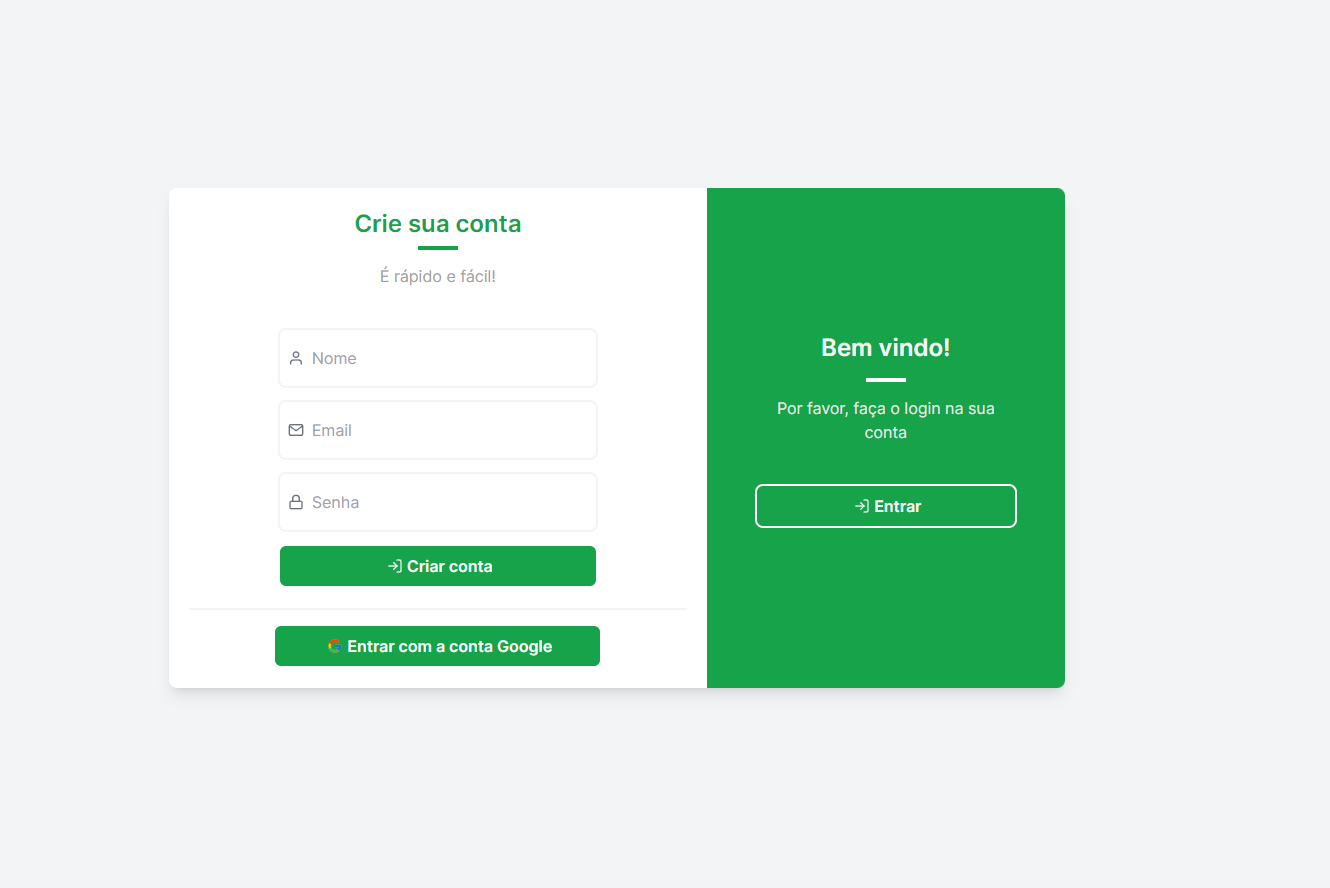 Crie sua conta
É rápido e fácil!
Nome
Email
Senha
Criar conta
Entrar com a conta Google
Bem vindo!
Por favor, faça o login na sua
conta
Entrar